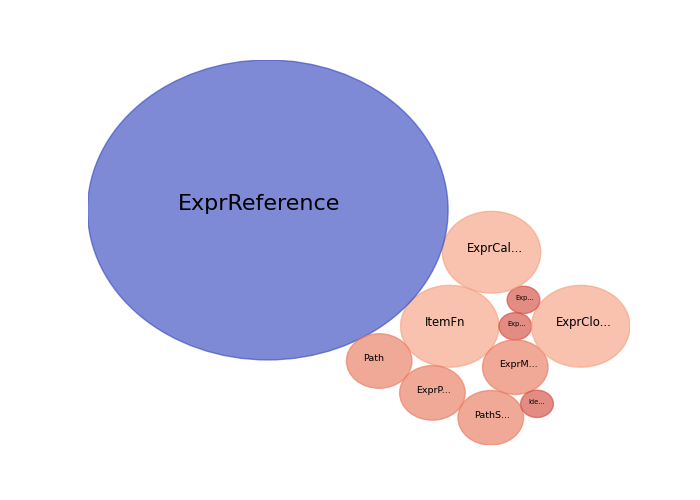 ExprReference
ExprCal...
Exp...
ItemFn
Exp...
ExprClo...
Path
ExprM...
ExprP...
Ide...
PathS...